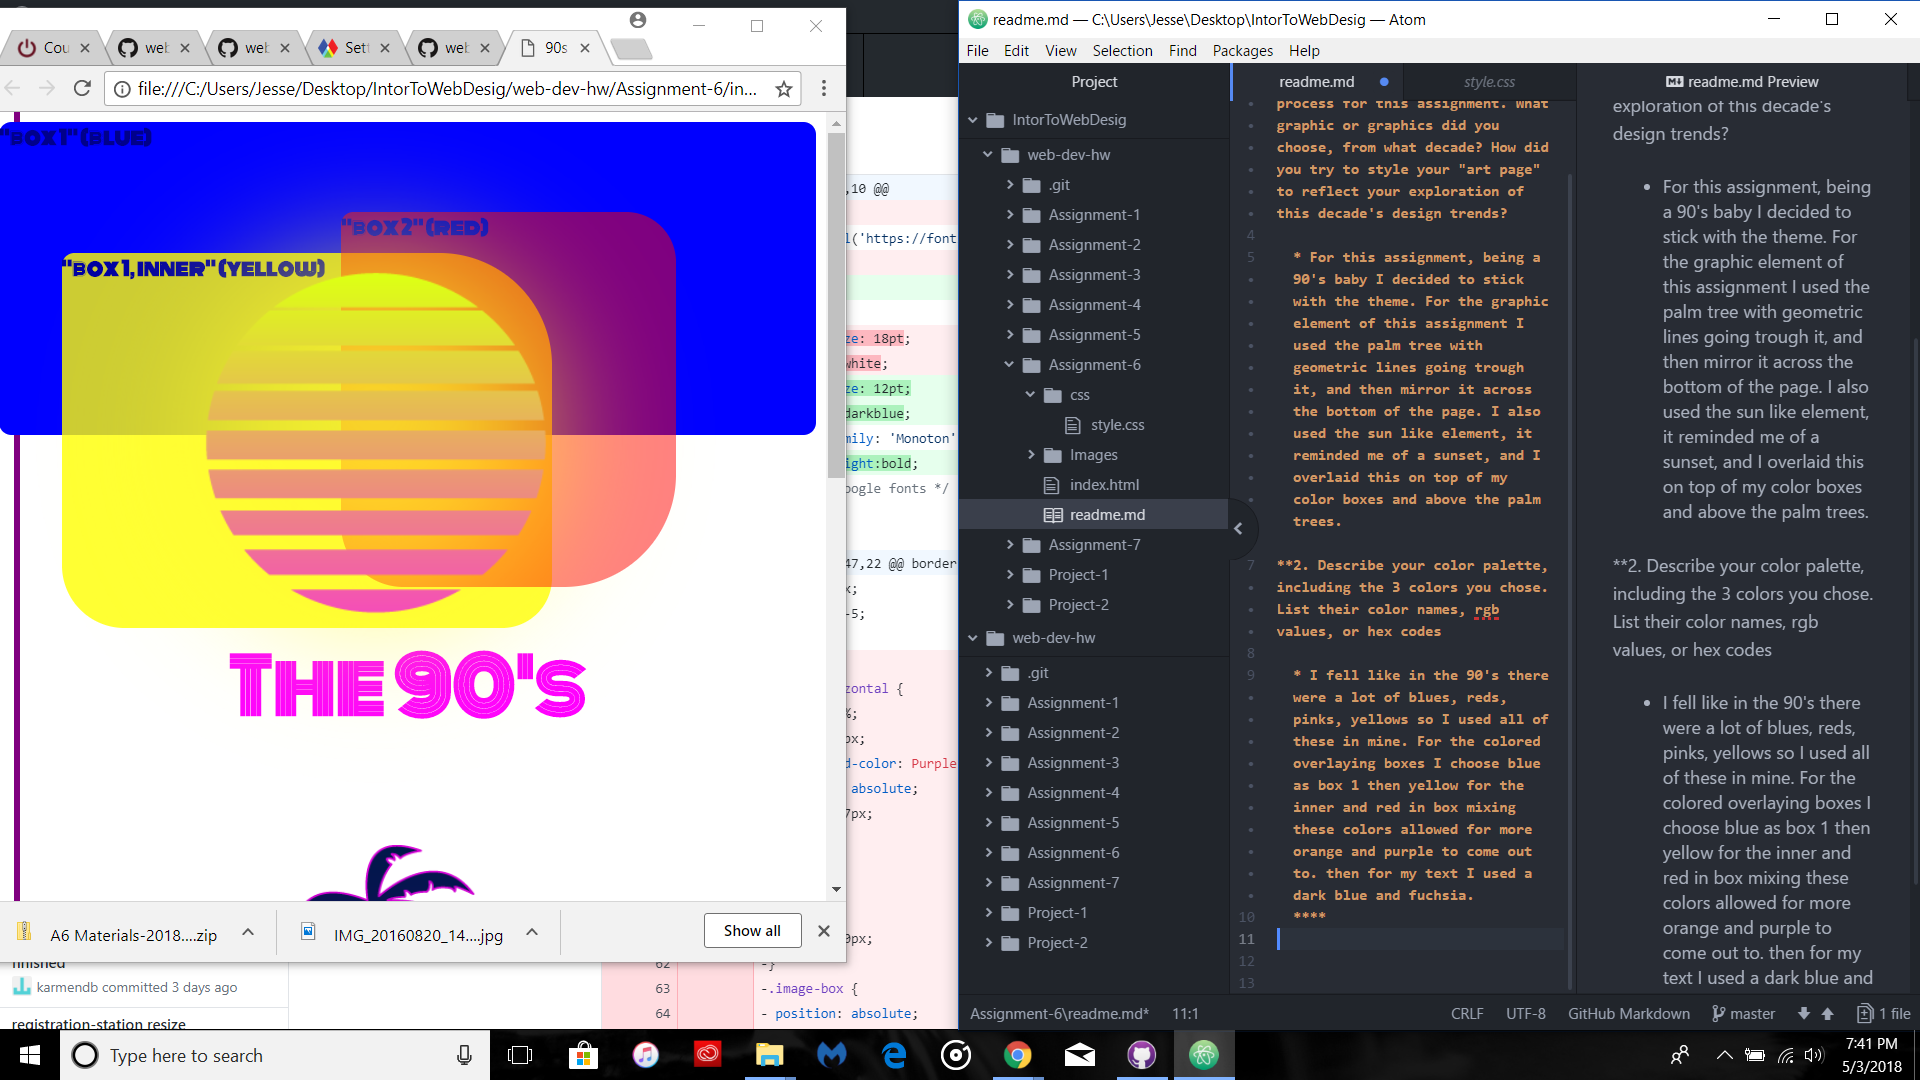 Cou
web
web
Sett
web
90s
file:///C:/Users/Jesse/Desktop/IntorToWebDesig/web-dev-hw/Assignment-6/in...
"BOX 1" (BLUE)
"BOX 2" (RED)
"BOX 1, INNER" (YELLOW)
THE 90'S
A6 Materials-2018....zip
IMG_20160820_14....jpg
Show all
finished
karmendb committed 3 days ago
registration-station resize
,10 @@
l('https://font
ze: 18pt;
white;
ze: 12pt;
darkblue;
mily: 'Monoton'
ight:bold;
oogle fonts */
47,22 @@ border
x;
-5;
zontal {
%;
px;
d-color: Purple
absolute;
7px;
0px;
62 -}
63 -.image-box {
64 - position: absolute;
readme.md — C:\Users\Jesse\Desktop\IntorToWebDesig — Atom
File Edit View Selection Find Packages Help
Project
IntorToWebDesig
web-dev-hw
.git
Assignment-1
Assignment-2
Assignment-3
Assignment-4
Assignment-5
Assignment-6
css
style.css
Images
index.html
readme.md
Assignment-7
Project-1
Project-2
web-dev-hw
.git
Assignment-1
Assignment-2
Assignment-3
Assignment-4
Assignment-5
Assignment-6
Assignment-7
Project-1
Project-2
readme.md
style.css
readme.md Preview
process for this assignment. What
graphic or graphics did you
choose, from what decade? How did
you try to style your "art page"
to reflect your exploration of
this decade's design trends?
4
5 * For this assignment, being a
90's baby I decided to stick
with the theme. For the graphic
element of this assignment I
used the palm tree with
geometric lines going trough
it, and then mirror it across
the bottom of the page. I also
used the sun like element, it
reminded me of a sunset, and I
overlaid this on top of my
color boxes and above the palm
trees.
7 **2. Describe your color palette,
including the 3 colors you chose.
List their color names, rgb
values, or hex codes
8
9 * I fell like in the 90's there
were a lot of blues, reds,
pinks, yellows so I used all of
these in mine. For the colored
overlaying boxes I choose blue
as box 1 then yellow for the
inner and red in box mixing
these colors allowed for more
orange and purple to come out
to. then for my text I used a
dark blue and fuchsia.
10 ****
11
12
13
exploration of this decade's
design trends?
• For this assignment, being
a 90's baby I decided to
stick with the theme. For
the graphic element of
this assignment I used the
palm tree with geometric
lines going trough it, and
then mirror it across the
bottom of the page. I also
used the sun like element,
it reminded me of a
sunset, and I overlaid this
on top of my color boxes
and above the palm trees.
**2. Describe your color palette,
including the 3 colors you chose.
List their color names, rgb
values, or hex codes
• I fell like in the 90's there
were a lot of blues, reds,
pinks, yellows so I used all
of these in mine. For the
colored overlaying boxes I
choose blue as box 1 then
yellow for the inner and
red in box mixing these
colors allowed for more
orange and purple to
come out to. then for my
text I used a dark blue and
Assignment-6\readme.md* 11:1
CRLF UTF-8 GitHub Markdown master 1 file
Type here to search
7:41 PM
5/3/2018